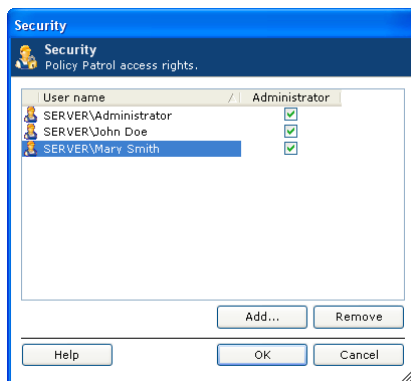 Security
Security
Policy Patrol access rights.
User name / Administrator
SERVER\Administrator
SERVER\John Doe
SERVER\Mary Smith
Add... Remove
Help OK Cancel